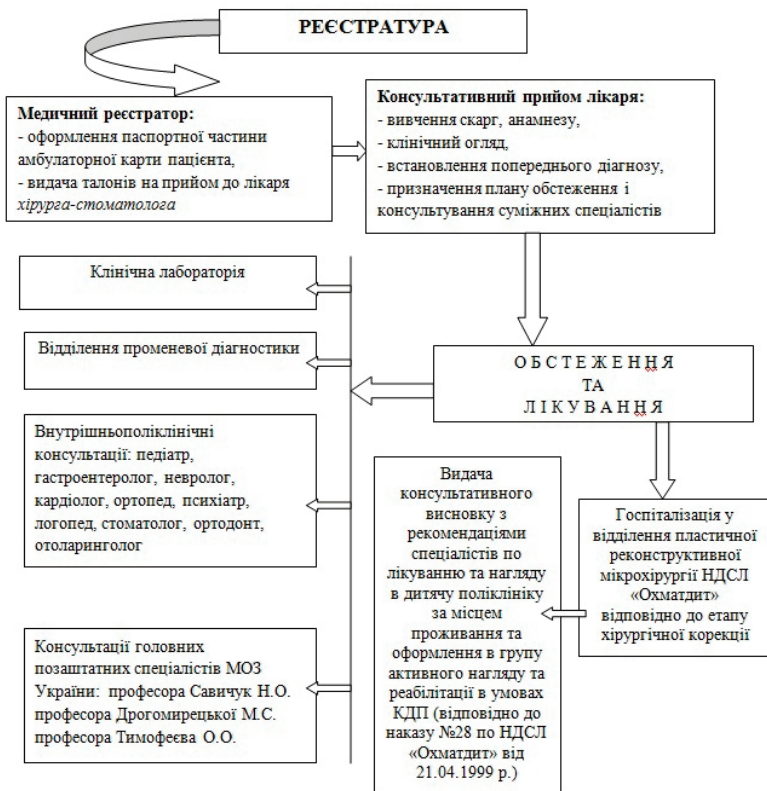 РЕЄСТРАТУРА
Медичний реєстратор:
- оформлення паспортної частини
амбулаторної карти пацієнта,
- видача талонів на прийом до лікаря
хірурга-стоматолога
Консультативний прийом лікаря:
- вивчення скарг, анамнезу,
- клінічний огляд,
- встановлення попереднього діагнозу,
- призначення плану обстеження і
консультування суміжних спеціалістів
Клінічна лабораторія
Відділення променевої діагностики
О Б С Т Е Ж Е Н Н Я
ТА
Л І К У В А Н Н Я
Внутрішньополіклінічні
консультації: педіатр,
гастроентеролог, невролог,
кардіолог, ортопед, психіатр,
логопед, стоматолог, ортодонт,
отоларинголог
Видача
консультативного
висновку з
рекомендаціями
спеціалістів по
лікуванню та нагляду
в дитячу поліклініку
за місцем
проживання та
оформлення в групу
активного нагляду та
реабілітації в умовах
КДП (відповідно до
наказу №28 по НДСЛ
«Охматдит» від
21.04.1999 р.)
Госпіталізація у
відділення пластичної
реконструктивної
мікрохірургії НДСЛ
«Охматдит»
відповідно до етапу
хірургічної корекції
Консультації головних
позаштатних спеціалістів МОЗ
України: професора Савичук Н.О.
професора Дрогомирецької М.С.
професора Тимофеєва О.О.